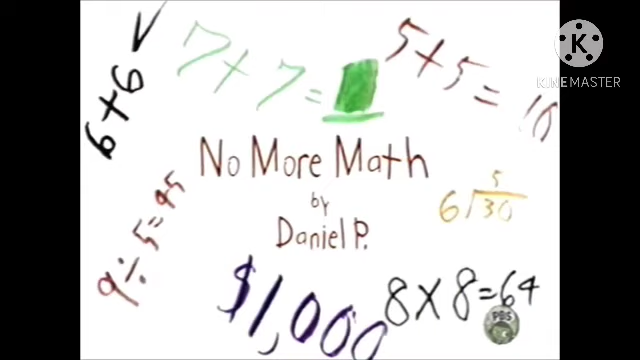 6+6
7+7=
5+5=10
KINEMASTER
No More Math
by
Daniel P.
5
6 30
9÷5=45
$1,000
8×8=64
PBS